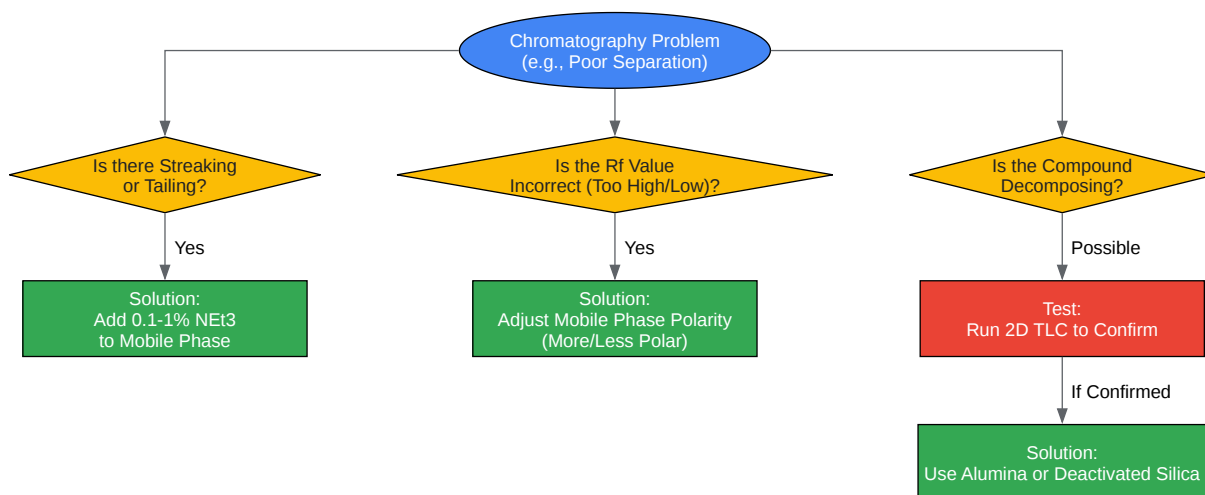 Chromatography Problem
(e.g., Poor Separation)
Is there Streaking
or Tailing?
Is the Rf Value
Incorrect (Too High/Low)?
Is the Compound
Decomposing?
Yes
Yes
Possible
Solution:
Add 0.1-1% NEt3
to Mobile Phase
Solution:
Adjust Mobile Phase Polarity
(More/Less Polar)
Test:
Run 2D TLC to Confirm
If Confirmed
Solution:
Use Alumina or Deactivated Silica